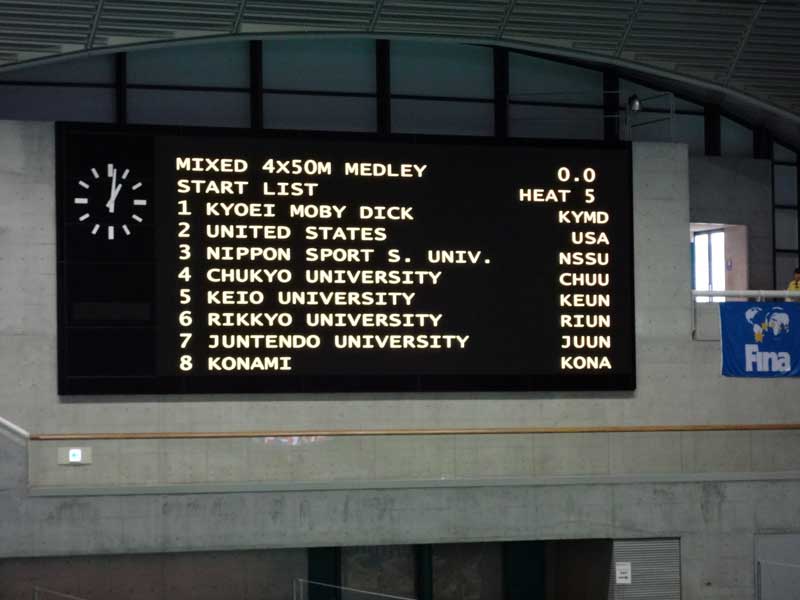 MIXED 4X50M MEDLEY 0.0
START LIST HEAT 5
1 KYOEI MOBY DICK KYMD
2 UNITED STATES USA
3 NIPPON SPORT S. UNIV. NSSU
4 CHUKYO UNIVERSITY CHUU
5 KEIO UNIVERSITY KEUN
6 RIKKYO UNIVERSITY RIUN
7 JUNTENDO UNIVERSITY JUUN
8 KONAMI KONA
FINA